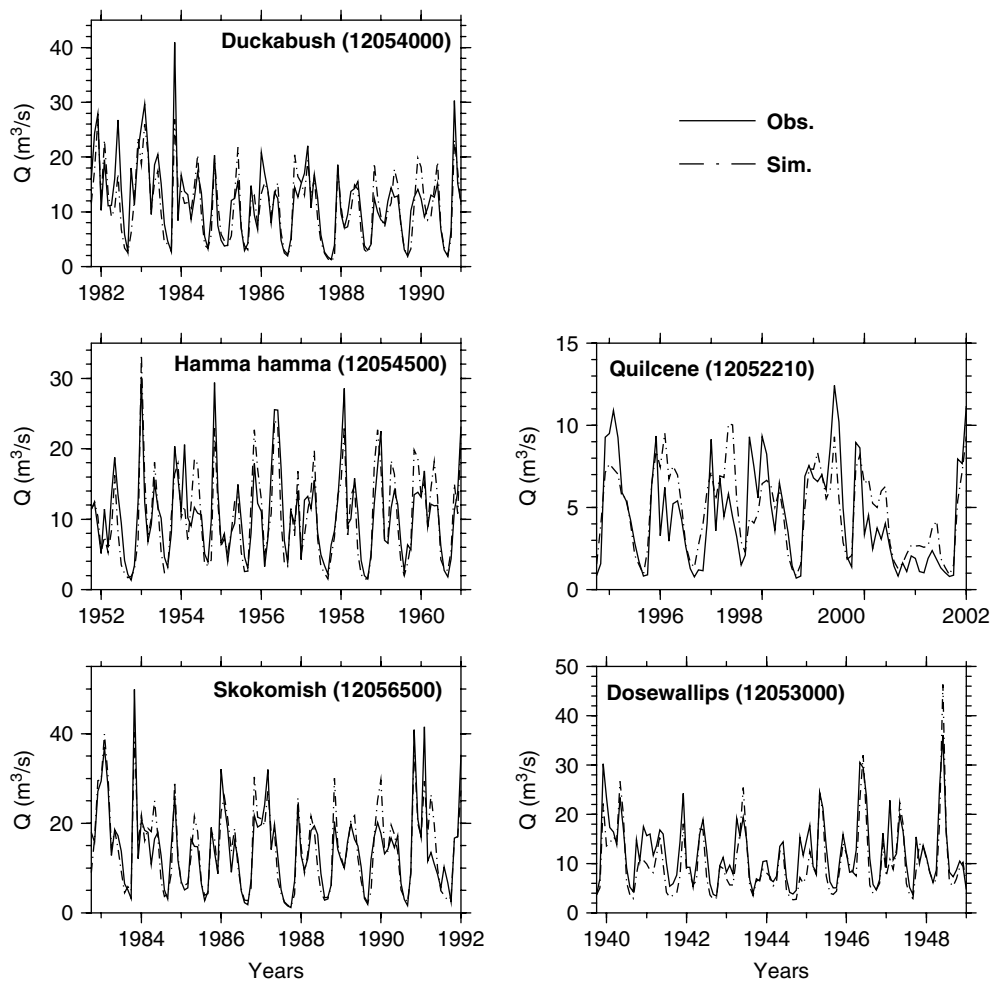 Duckabush (12054000)
Q (m³/s)
40
30
20
10
0
1982 1984 1986 1988 1990
Obs.
Sim.
Hamma hamma (12054500)
Q (m³/s)
30
20
10
0
1952 1954 1956 1958 1960
Quilcene (12052210)
Q (m³/s)
15
10
5
0
1996 1998 2000 2002
Skokomish (12056500)
Q (m³/s)
40
30
20
10
0
1984 1986 1988 1990 1992
Years
Dosewallips (12053000)
Q (m³/s)
50
40
30
20
10
0
1940 1942 1944 1946 1948
Years